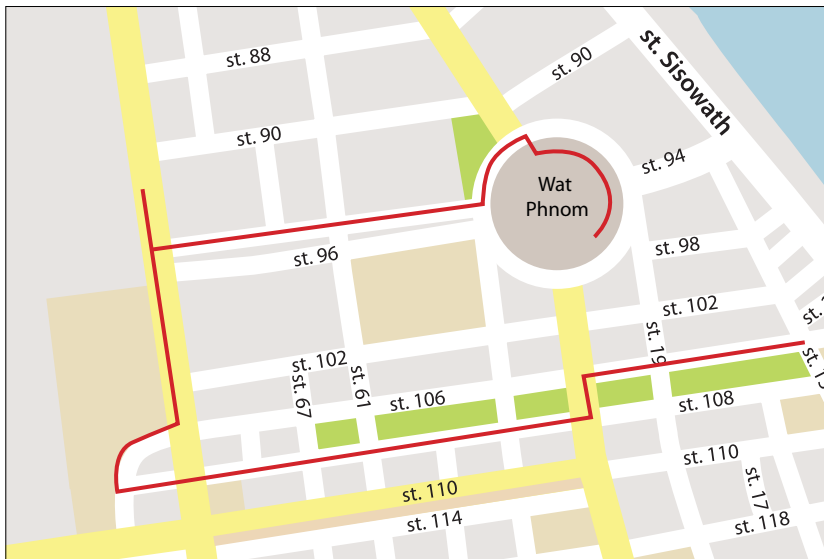 st. 88
st. 90
st. Sisowath
st. 90
st. 94
Wat
Phnom
st. 96
st. 98
st. 102
st. 19
st. 102
st. 61
st. 67
st. 106
st. 108
st. 110
st. 17
st. 110
st. 114
st. 118